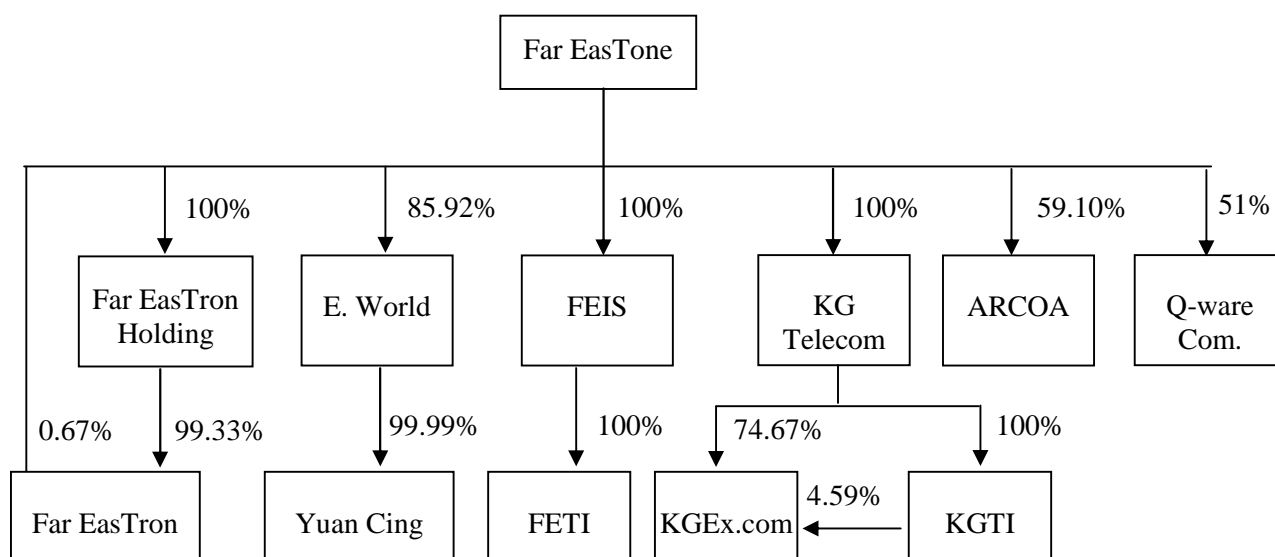 Far EasTone
100%
85.92%
100%
100%
59.10%
51%
Far EasTron
Holding
E. World
FEIS
KG
Telecom
ARCOA
Q-ware
Com.
0.67%
99.33%
99.99%
100%
74.67%
100%
Far EasTron
Yuan Cing
FETI
KGEx.com
4.59%
KGTI